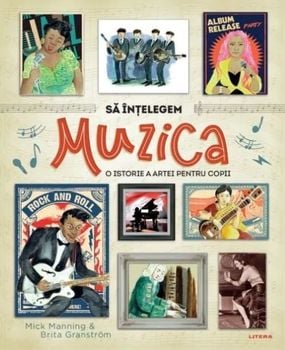 ALBUM
RELEASE PARTY
SĂ ÎNȚELEGEM
Muzica
O ISTORIE A ARTEI PENTRU COPII
ROCK AND ROLL
Mick Manning &
Brita Granström
LITERA